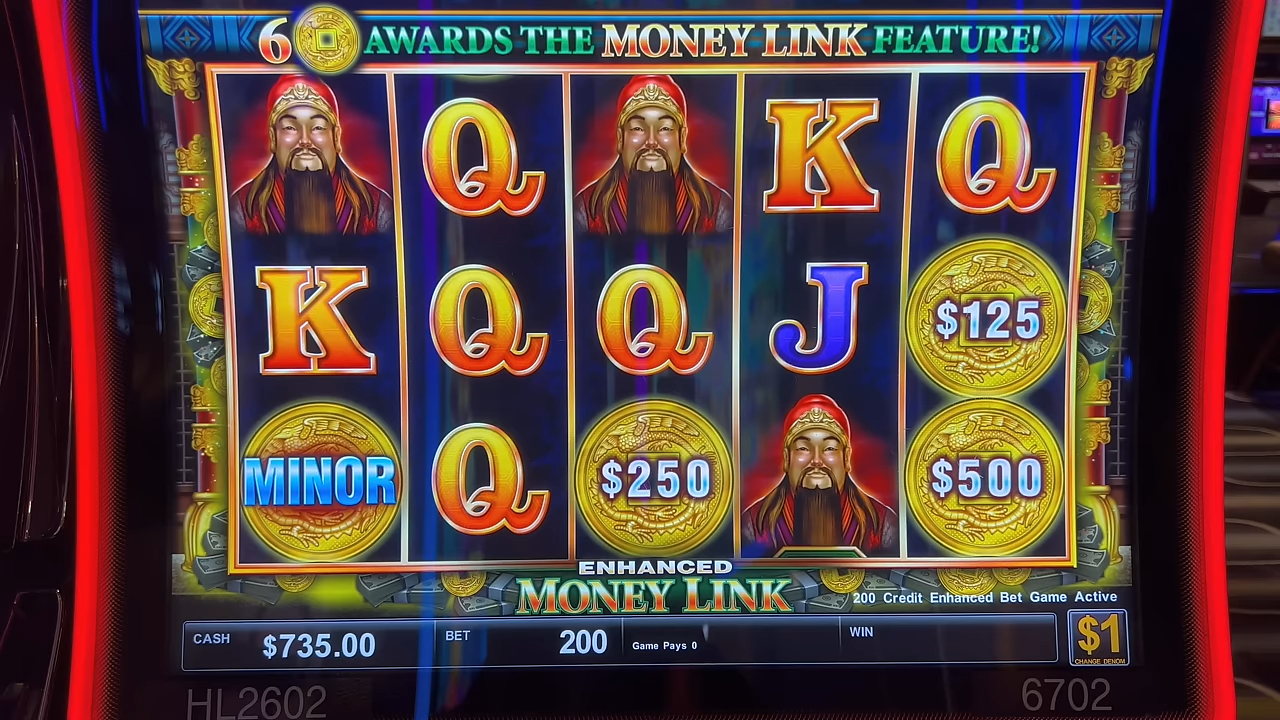 6 AWARDS THE MONEY LINK FEATURE!
Q K Q
K Q Q J $125
MINOR Q $250 $500
ENHANCED
MONEY LINK
200 Credit Enhanced Bet Game Active
CASH $735.00 BET 200 Game Pays 0 WIN $1
CHANGE DENOM
HL2602 6702